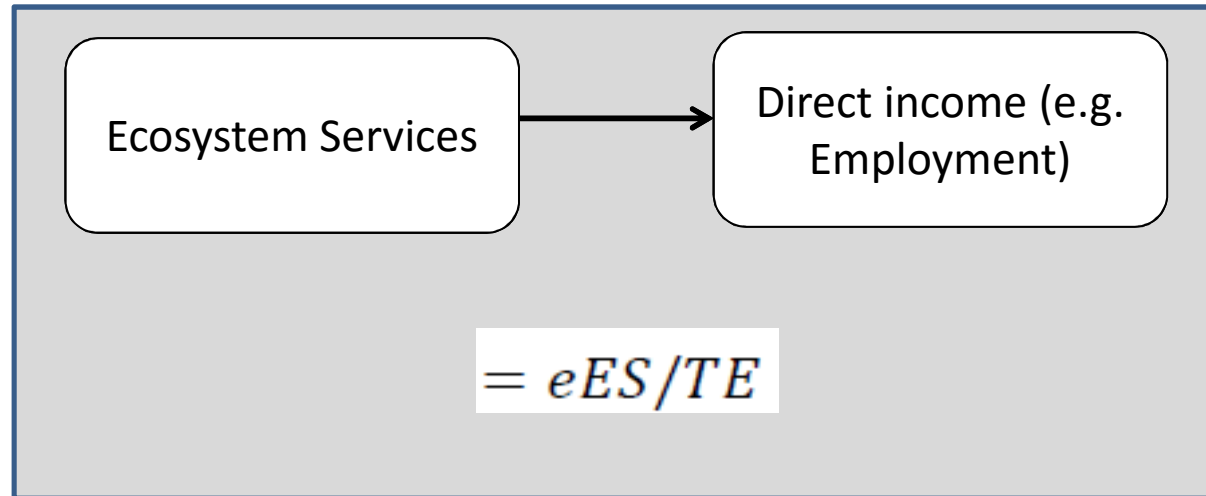 Ecosystem Services
Direct income (e.g.
Employment)
= eES/TE